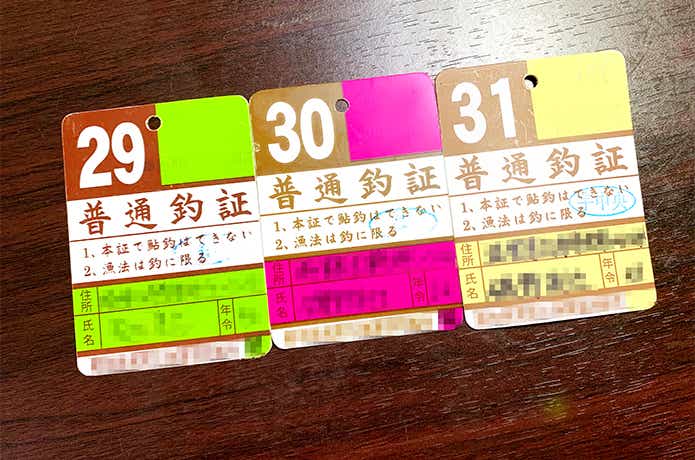 29
普通釣証
1、本証で鮎釣はできない
2、漁法は釣に限る
住所
氏名
年令
30
普通釣証
1、本証で鮎釣はできない
2、漁法は釣に限る
住所
氏名
年令
31
普通釣証
1、本証で鮎釣はできない
2、漁法は釣に限る
住所
氏名
年令